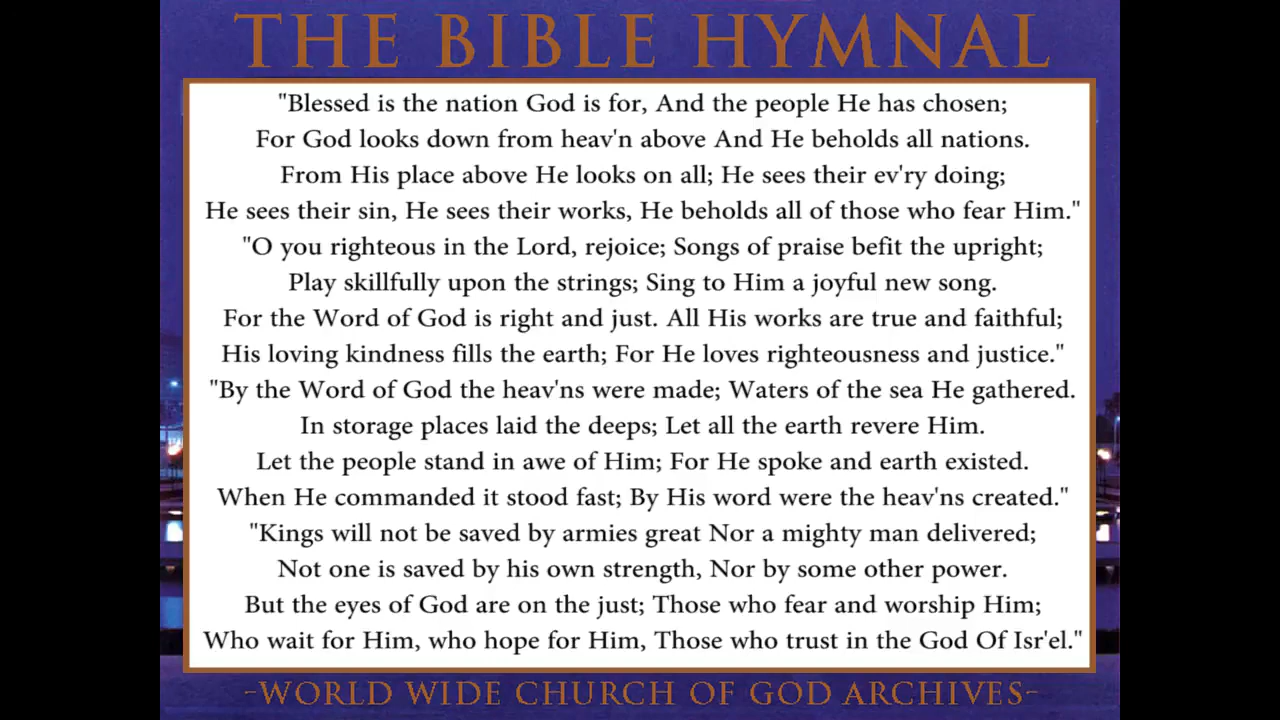 THE BIBLE HYMNAL
"Blessed is the nation God is for, And the people He has chosen;
For God looks down from heav'n above And He beholds all nations.
From His place above He looks on all; He sees their ev'ry doing;
He sees their sin, He sees their works, He beholds all of those who fear Him."
"O you righteous in the Lord, rejoice; Songs of praise befit the upright;
Play skillfully upon the strings; Sing to Him a joyful new song.
For the Word of God is right and just. All His works are true and faithful;
His loving kindness fills the earth; For He loves righteousness and justice."
"By the Word of God the heav'ns were made; Waters of the sea He gathered.
In storage places laid the deeps; Let all the earth revere Him.
Let the people stand in awe of Him; For He spoke and earth existed.
When He commanded it stood fast; By His word were the heav'ns created."
"Kings will not be saved by armies great Nor a mighty man delivered;
Not one is saved by his own strength, Nor by some other power.
But the eyes of God are on the just; Those who fear and worship Him;
Who wait for Him, who hope for Him, Those who trust in the God Of Isr'el."
-WORLD WIDE CHURCH OF GOD ARCHIVES-